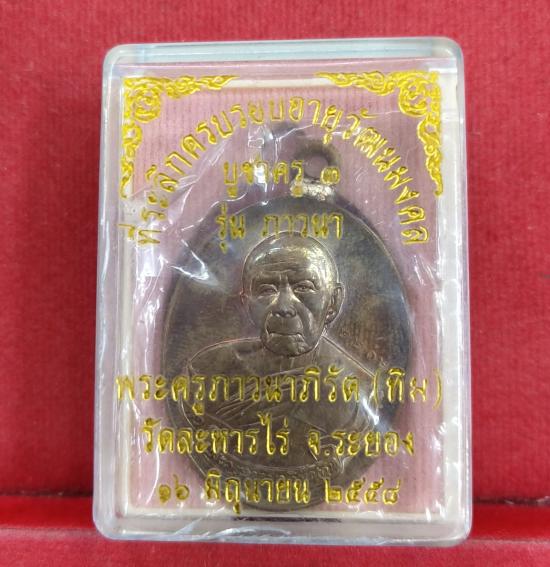 ที่ระลึกครบรอบอายุวัฒนมงคล
บูชาครู ๓
รุ่น ภาวนา
พระครูภาวนาภิรัต (ทิม)
วัดละหารไร่ จ.ระยอง
๑๖ มิถุนายน ๒๕๕๔